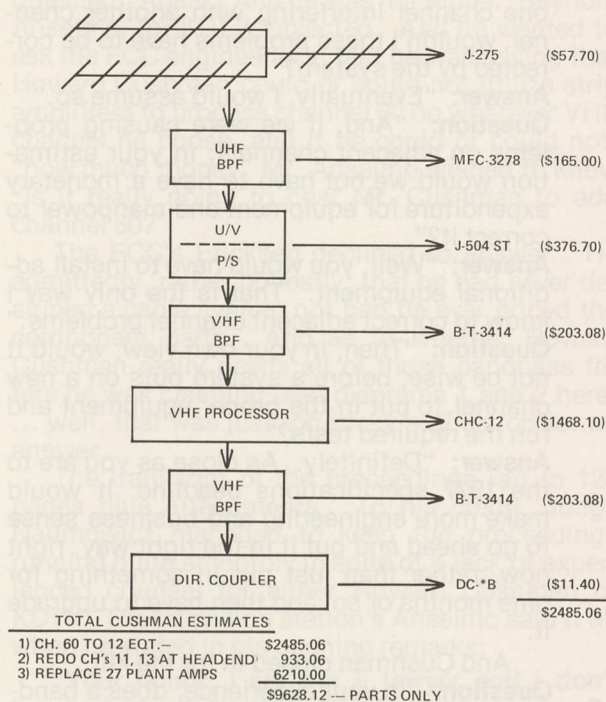 J-275 ($57.70)
UHF
BPF
MFC-3278 ($165.00)
U/V
P/S
J-504 ST ($376.70)
VHF
BPF
B-T-3414 ($203.08)
VHF PROCESSOR
CHC-12 ($1468.10)
VHF
BPF
B-T-3414 ($203.08)
DIR. COUPLER
DC-*B ($11.40)
$2485.06
TOTAL CUSHMAN ESTIMATES
1) CH. 60 TO 12 EQT.— $2485.06
2) REDO CH's 11, 13 AT HEADEND 933.06
3) REPLACE 27 PLANT AMPS 6210.00
$9628.12 -— PARTS ONLY